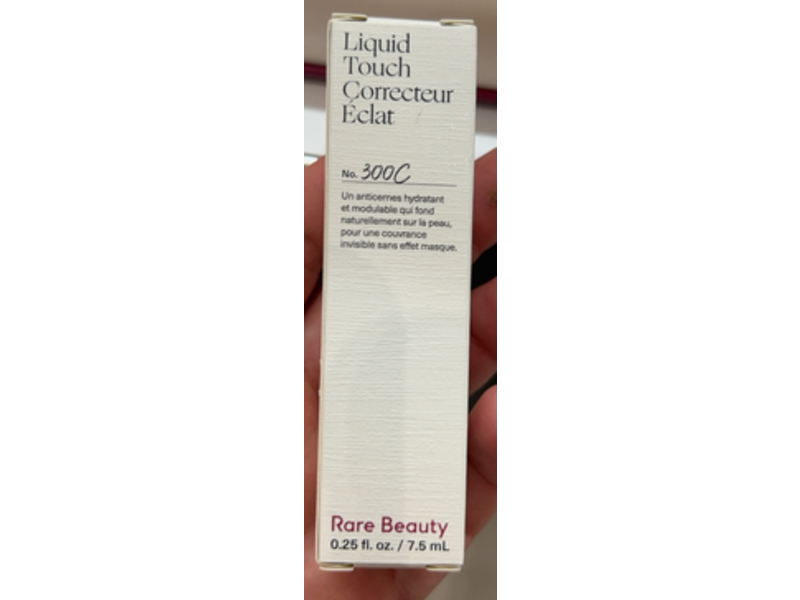 Liquid
Touch
Correcteur
Éclat
No. 300C
Un anticernes hydratant
et modulable qui fond
naturellement sur la peau,
pour une couvrance
invisible sans effet masque.
Rare Beauty
0.25 fl. oz. / 7.5 mL